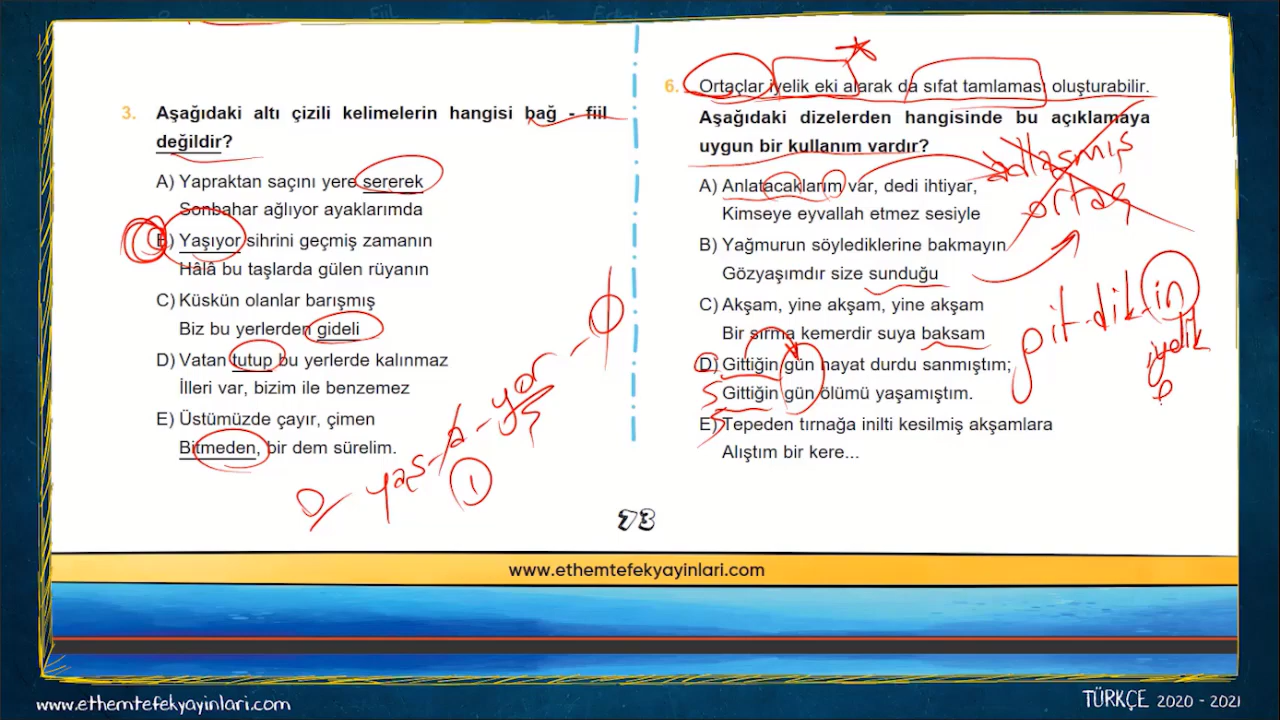 3. Aşağıdaki altı çizili kelimelerin hangisi bağ - fiil
değildir?
A) Yapraktan saçını yere sererek
Sonbahar ağlıyor ayaklarımda
B) Yaşıyor sihrini geçmiş zamanın
Hâlâ bu taşlarda gülen rüyanın
C) Küskün olanlar barışmış
Biz bu yerlerden gideli
D) Vatan tutup bu yerlerde kalınmaz
İlleri var, bizim ile benzemez
E) Üstümüzde çayır, çimen
Bitmeden, bir dem sürelim.
O yaş-a-yor-
ı
6. Ortaçlar iyelik eki alarak da sıfat tamlaması oluşturabilir.
Aşağıdaki dizelerden hangisinde bu açıklamaya
uygun bir kullanım vardır?
A) Anlatacaklarım var, dedi ihtiyar,
Kimseye eyvallah etmez sesiyle
B) Yağmurun söylediklerine bakmayın
Gözyaşımdır size sunduğu
C) Akşam, yine akşam, yine akşam
Bir sırma kemerdir suya baksam
D) Gittiğin gün hayat durdu sanmıştım;
Gittiğin gün ölümü yaşamıştım.
E) Tepeden tırnağa inilti kesilmiş akşamlara
Alıştım bir kere...
adlaşmış
ortaç
git-dik-in
iyelik
73
www.ethemtefekyayinlari.com
www.ethemtefekyayinlari.com
TÜRKÇE 2020 - 2021